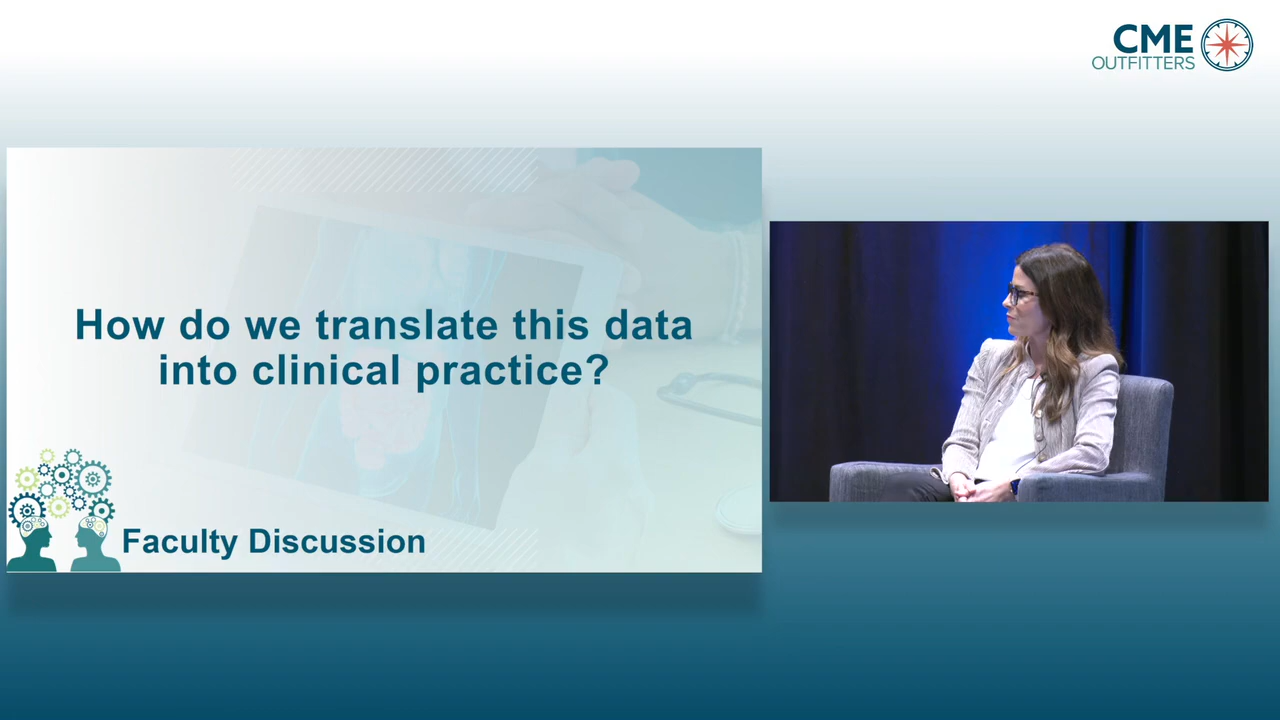 CME
OUTFITTERS
How do we translate this data
into clinical practice?
Faculty Discussion